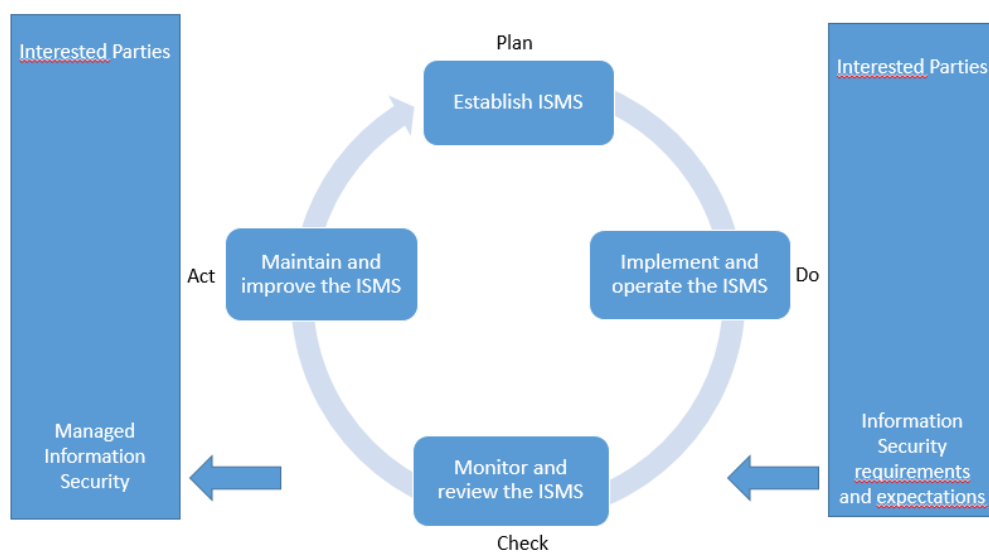 Interested Parties
Managed
Information
Security
Plan
Establish ISMS
Act
Maintain and
improve the ISMS
Implement and
operate the ISMS
Do
Monitor and
review the ISMS
Check
Interested Parties
Information
Security
requirements
and expectations